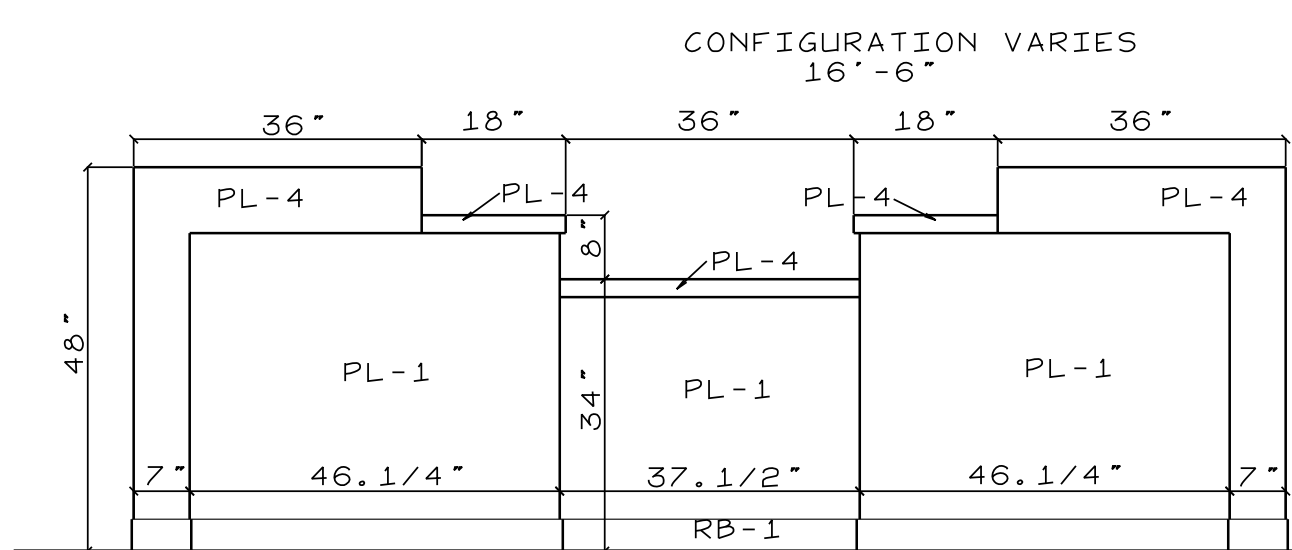 CONFIGURATION VARIES
16'-6"
36" 18" 36" 18" 36"
PL-4 PL-4 PL-4 PL-4
8"
PL-4
48"
PL-1 PL-1 PL-1
34"
7" 46.1/4" 37.1/2" 46.1/4" 7"
RB-1